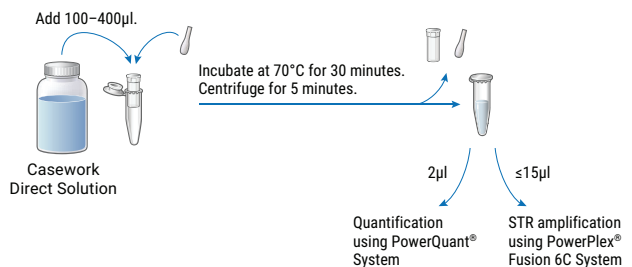 Add 100–400µl.
Incubate at 70°C for 30 minutes.
Centrifuge for 5 minutes.
Casework
Direct Solution
2µl
≤15µl
Quantification
using PowerQuant®
System
STR amplification
using PowerPlex®
Fusion 6C System